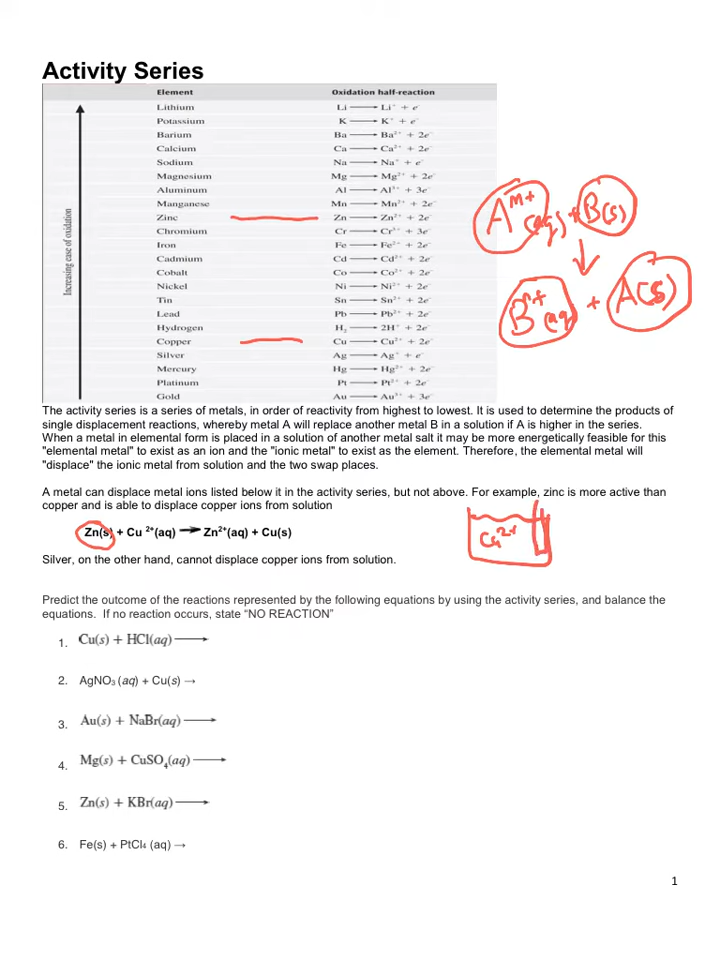 Activity Series
Element Oxidation half-reaction
Lithium Li ⟶ Li⁺ + e⁻
Potassium K ⟶ K⁺ + e⁻
Barium Ba ⟶ Ba²⁺ + 2e⁻
Calcium Ca ⟶ Ca²⁺ + 2e⁻
Sodium Na ⟶ Na⁺ + e⁻
Magnesium Mg ⟶ Mg²⁺ + 2e⁻
Aluminum Al ⟶ Al³⁺ + 3e⁻
Manganese Mn ⟶ Mn²⁺ + 2e⁻
Zinc Zn ⟶ Zn²⁺ + 2e⁻
Chromium Cr ⟶ Cr³⁺ + 3e⁻
Iron Fe ⟶ Fe²⁺ + 2e⁻
Cadmium Cd ⟶ Cd²⁺ + 2e⁻
Cobalt Co ⟶ Co²⁺ + 2e⁻
Nickel Ni ⟶ Ni²⁺ + 2e⁻
Tin Sn ⟶ Sn²⁺ + 2e⁻
Lead Pb ⟶ Pb²⁺ + 2e⁻
Hydrogen H₂ ⟶ 2H⁺ + 2e⁻
Copper Cu ⟶ Cu²⁺ + 2e⁻
Silver Ag ⟶ Ag⁺ + e⁻
Mercury Hg ⟶ Hg²⁺ + 2e⁻
Platinum Pt ⟶ Pt²⁺ + 2e⁻
Gold Au ⟶ Au³⁺ + 3e⁻
Increasing ease of oxidation
Aᵐ⁺(aq) + B(s)
↓
Bⁿ⁺(aq) + A(s)
The activity series is a series of metals, in order of reactivity from highest to lowest. It is used to determine the products of
single displacement reactions, whereby metal A will replace another metal B in a solution if A is higher in the series.
When a metal in elemental form is placed in a solution of another metal salt it may be more energetically feasible for this
"elemental metal" to exist as an ion and the "ionic metal" to exist as the element. Therefore, the elemental metal will
"displace" the ionic metal from solution and the two swap places.
A metal can displace metal ions listed below it in the activity series, but not above. For example, zinc is more active than
copper and is able to displace copper ions from solution
Zn(s) + Cu ²⁺(aq) ⟶ Zn²⁺(aq) + Cu(s)
Cu²⁺
Silver, on the other hand, cannot displace copper ions from solution.
Predict the outcome of the reactions represented by the following equations by using the activity series, and balance the
equations. If no reaction occurs, state “NO REACTION”
1. Cu(s) + HCl(aq) ⟶
2. AgNO₃ (aq) + Cu(s) →
3. Au(s) + NaBr(aq) ⟶
4. Mg(s) + CuSO₄(aq) ⟶
5. Zn(s) + KBr(aq) ⟶
6. Fe(s) + PtCl₄ (aq) →
1